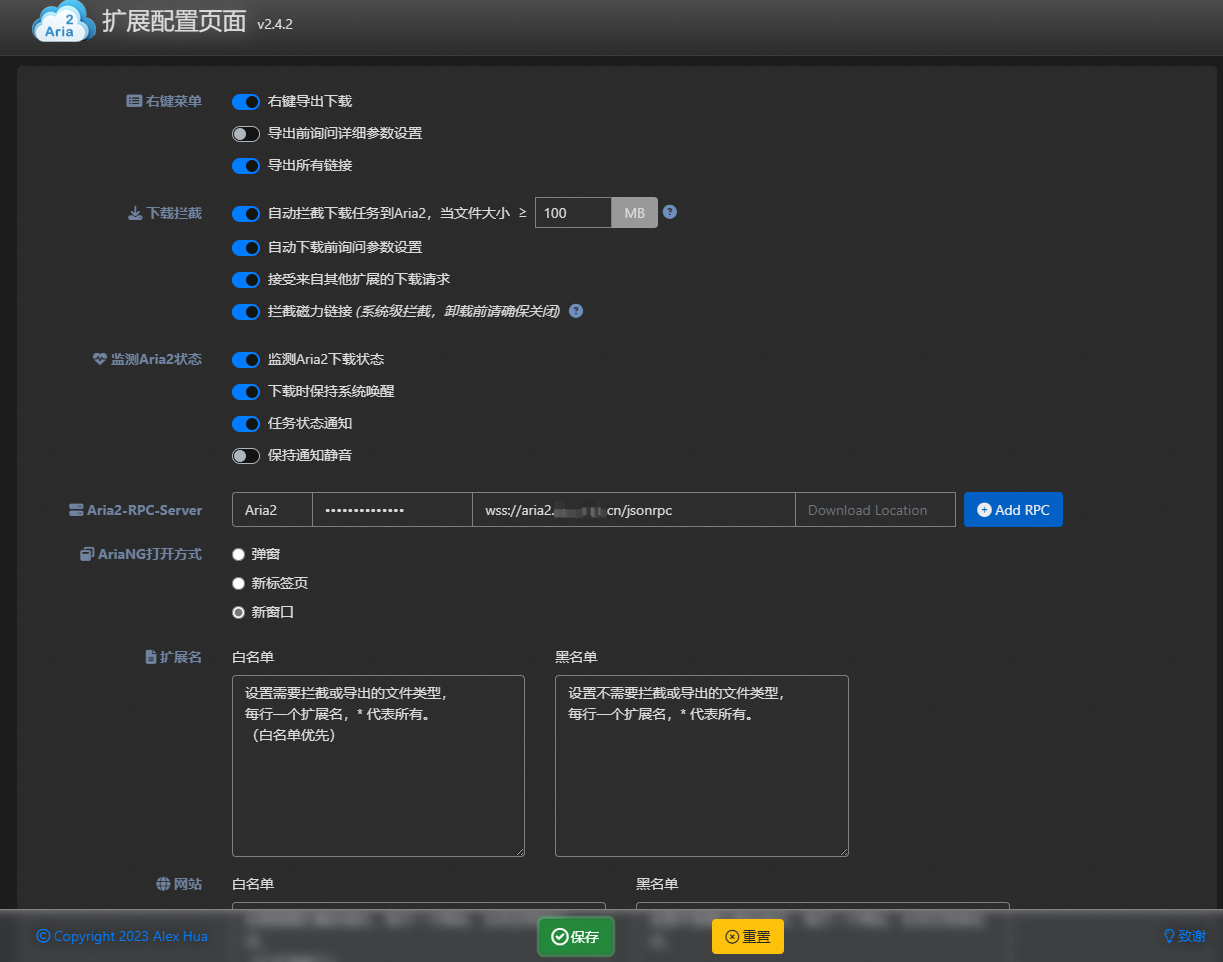 2
Aria
扩展配置页面 v2.4.2
右键菜单
右键导出下载
导出前询问详细参数设置
导出所有链接
下载拦截
自动拦截下载任务到Aria2，当文件大小 ≥ 100 MB ?
自动下载前询问参数设置
接受来自其他扩展的下载请求
拦截磁力链接 (系统级拦截，卸载前请确保关闭) ?
监测Aria2状态
监测Aria2下载状态
下载时保持系统唤醒
任务状态通知
保持通知静音
Aria2-RPC-Server Aria2 •••••••••••••• wss://aria2. cn/jsonrpc Download Location Add RPC
AriaNG打开方式
弹窗
新标签页
新窗口
扩展名
白名单
设置需要拦截或导出的文件类型，
每行一个扩展名，* 代表所有。
（白名单优先）
黑名单
设置不需要拦截或导出的文件类型，
每行一个扩展名，* 代表所有。
网站
白名单
黑名单
© Copyright 2023 Alex Hua
保存
重置
致谢